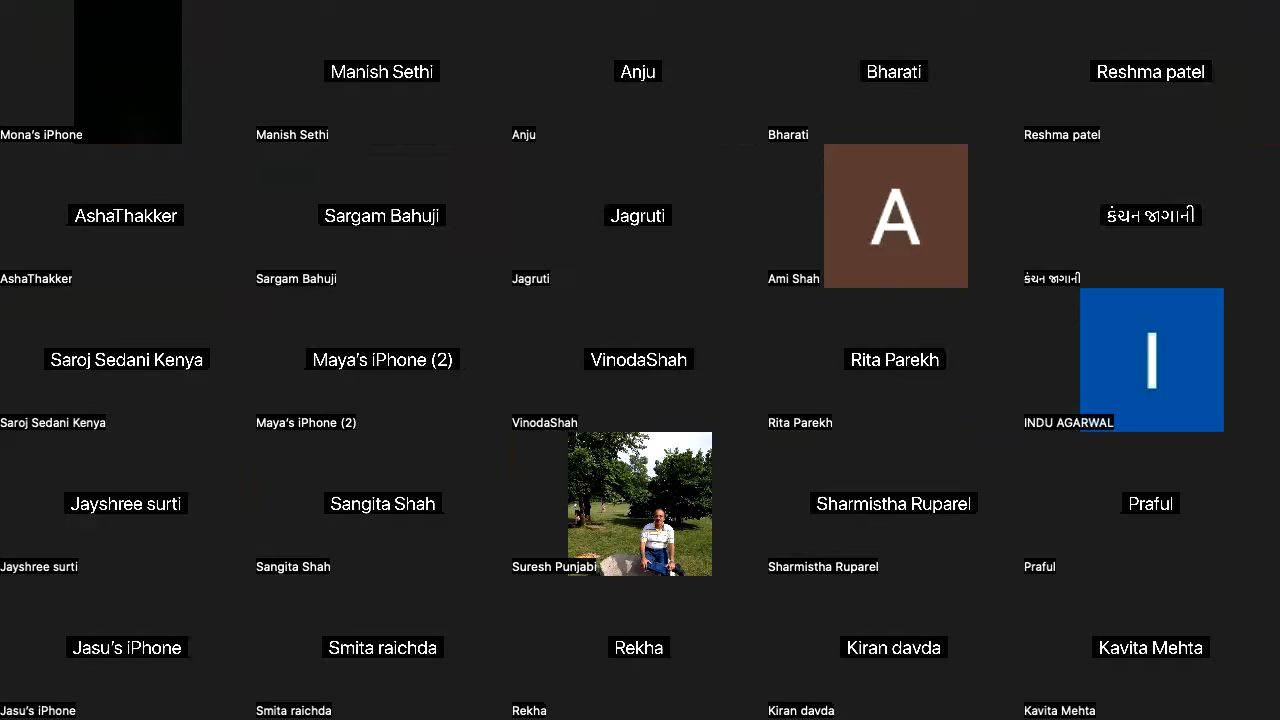 Manish Sethi
Anju
Bharati
Reshma patel
Mona's iPhone
Manish Sethi
Anju
Bharati
Reshma patel
AshaThakker
Sargam Bahuji
Jagruti
A
કંચન જાગાની
AshaThakker
Sargam Bahuji
Jagruti
Ami Shah
કંચન જાગાની
Saroj Sedani Kenya
Maya's iPhone (2)
VinodaShah
Rita Parekh
I
Saroj Sedani Kenya
Maya's iPhone (2)
VinodaShah
Rita Parekh
INDU AGARWAL
Jayshree surti
Sangita Shah
Sharmistha Ruparel
Praful
Jayshree surti
Sangita Shah
Suresh Punjabi
Sharmistha Ruparel
Praful
Jasu's iPhone
Smita raichda
Rekha
Kiran davda
Kavita Mehta
Jasu's iPhone
Smita raichda
Rekha
Kiran davda
Kavita Mehta